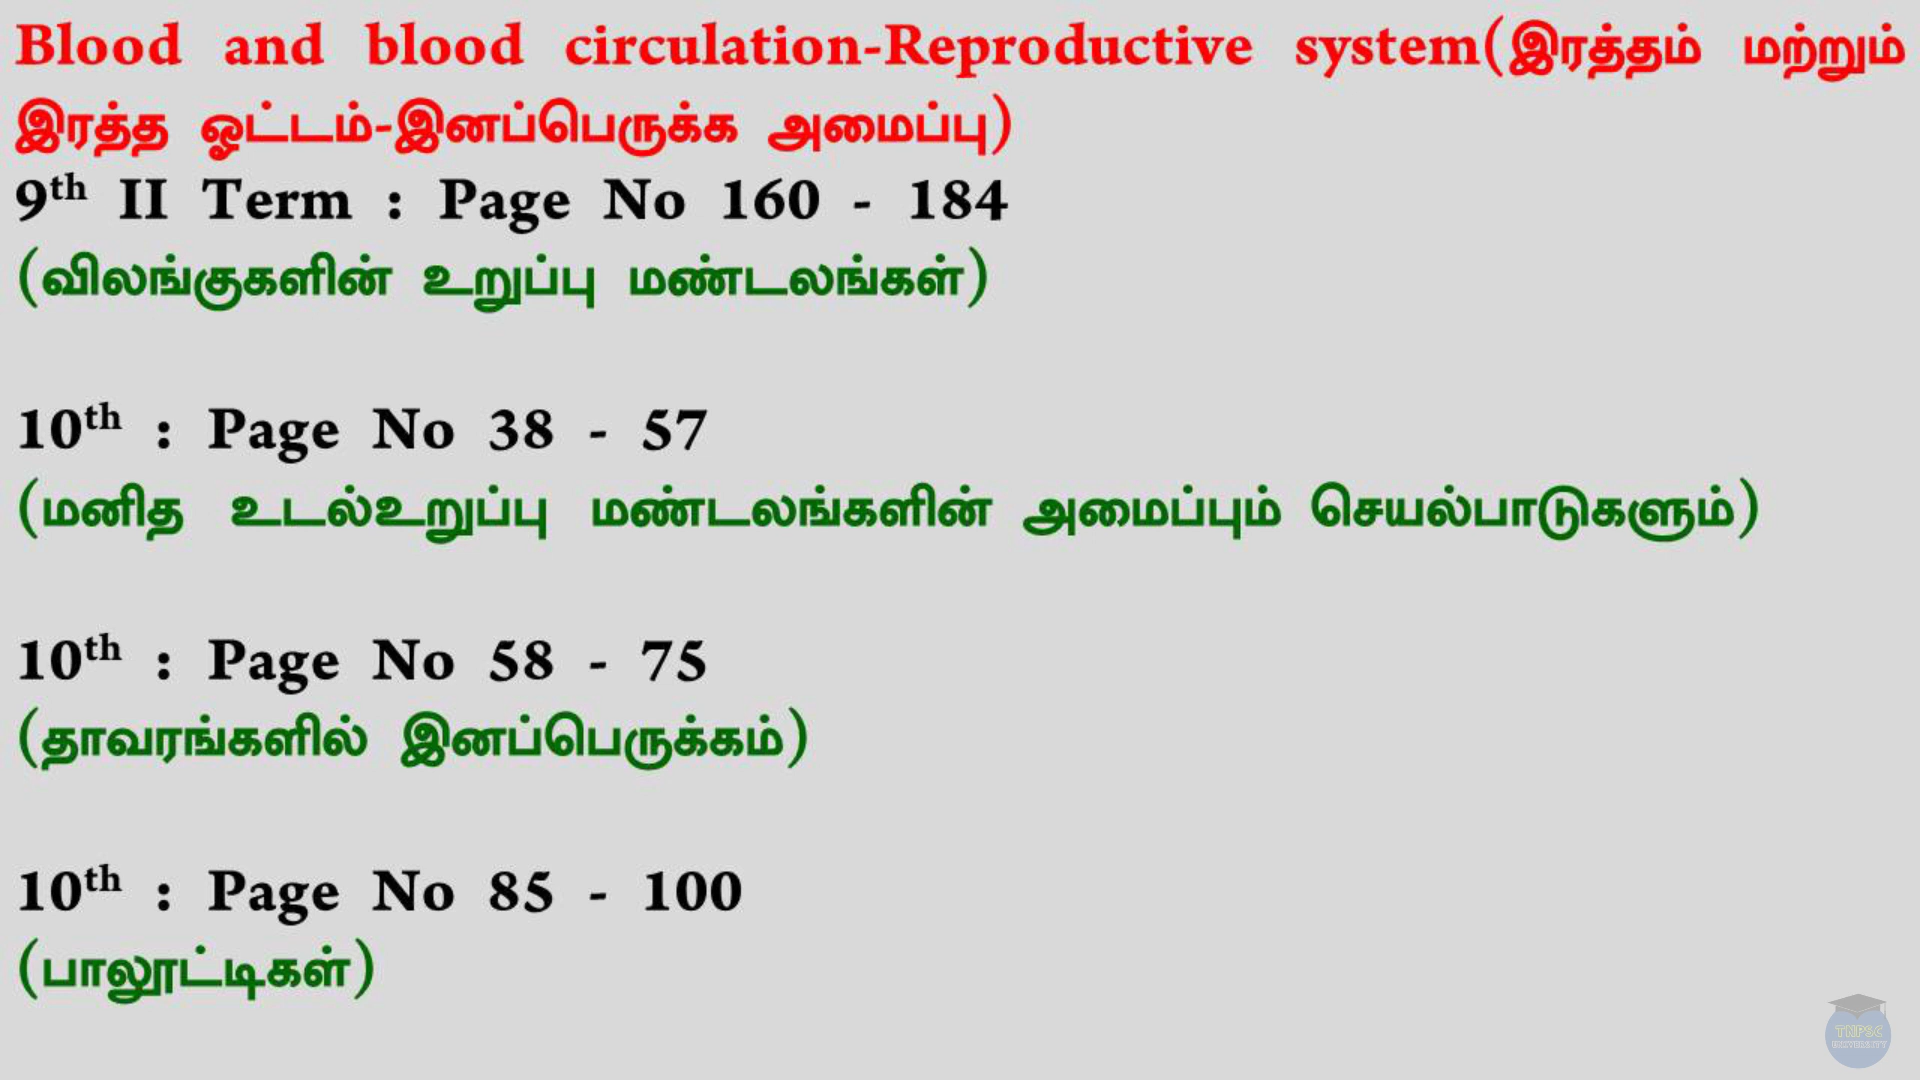 Blood and blood circulation-Reproductive system(இரத்தம் மற்றும்
இரத்த ஓட்டம்-இனப்பெருக்க அமைப்பு)
9th II Term : Page No 160 - 184
(விலங்குகளின் உறுப்பு மண்டலங்கள்)
10th : Page No 38 - 57
(மனித உடல்உறுப்பு மண்டலங்களின் அமைப்பும் செயல்பாடுகளும்)
10th : Page No 58 - 75
(தாவரங்களில் இனப்பெருக்கம்)
10th : Page No 85 - 100
(பாலூட்டிகள்)
TNPSC
UNIVERSITY